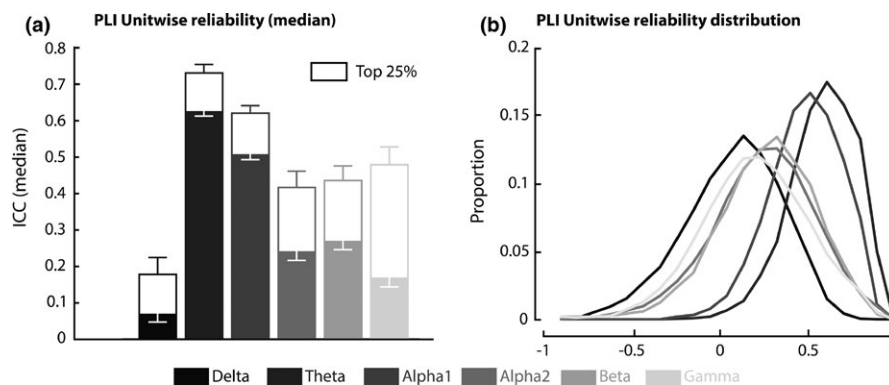 (a) PLI Unitwise reliability (median)
0.8
0.7
0.6
0.5
0.4
0.3
0.2
0.1
0
ICC (median)
Top 25%
(b) PLI Unitwise reliability distribution
0.2
0.15
0.1
0.05
0
Proportion
-1 -0.5 0 0.5
Delta Theta Alpha1 Alpha2 Beta Gamma